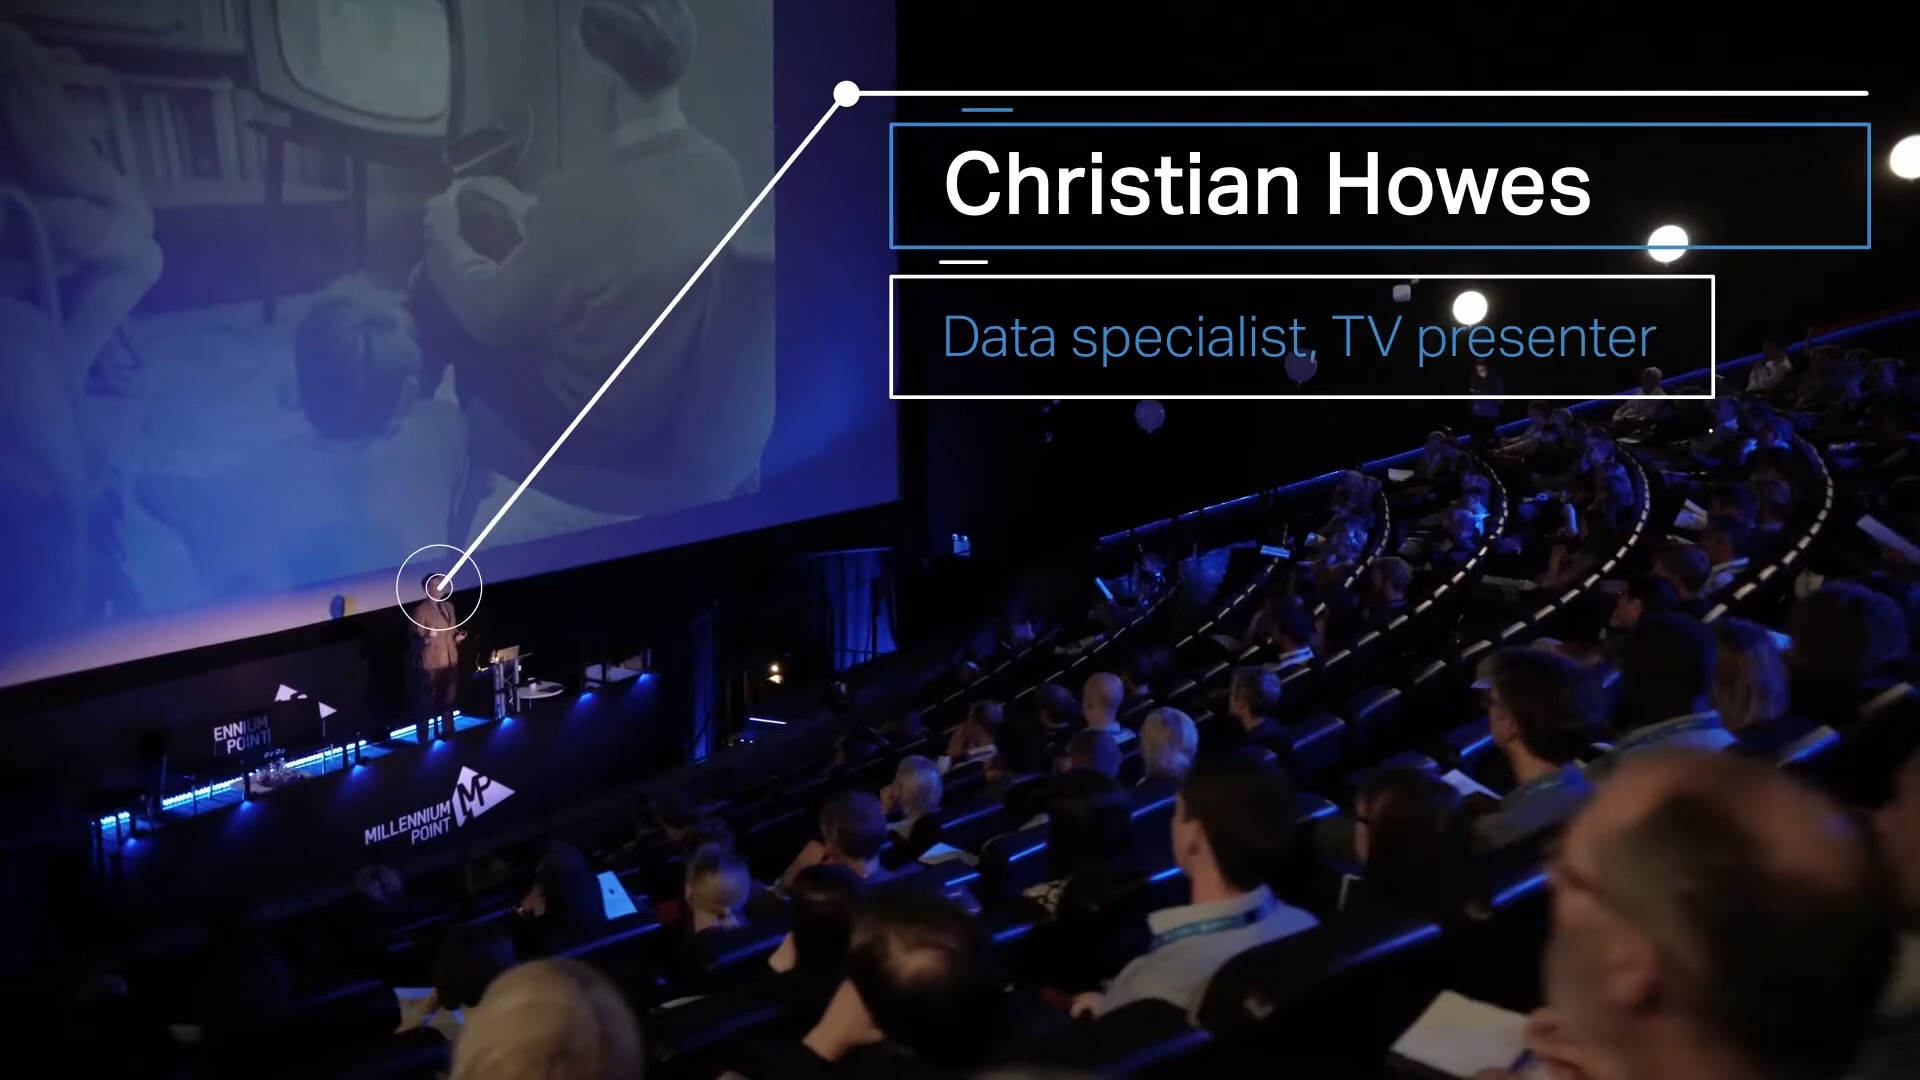 Christian Howes
Data specialist, TV presenter
ENNIUM
POINT
MP
MILLENNIUM
POINT